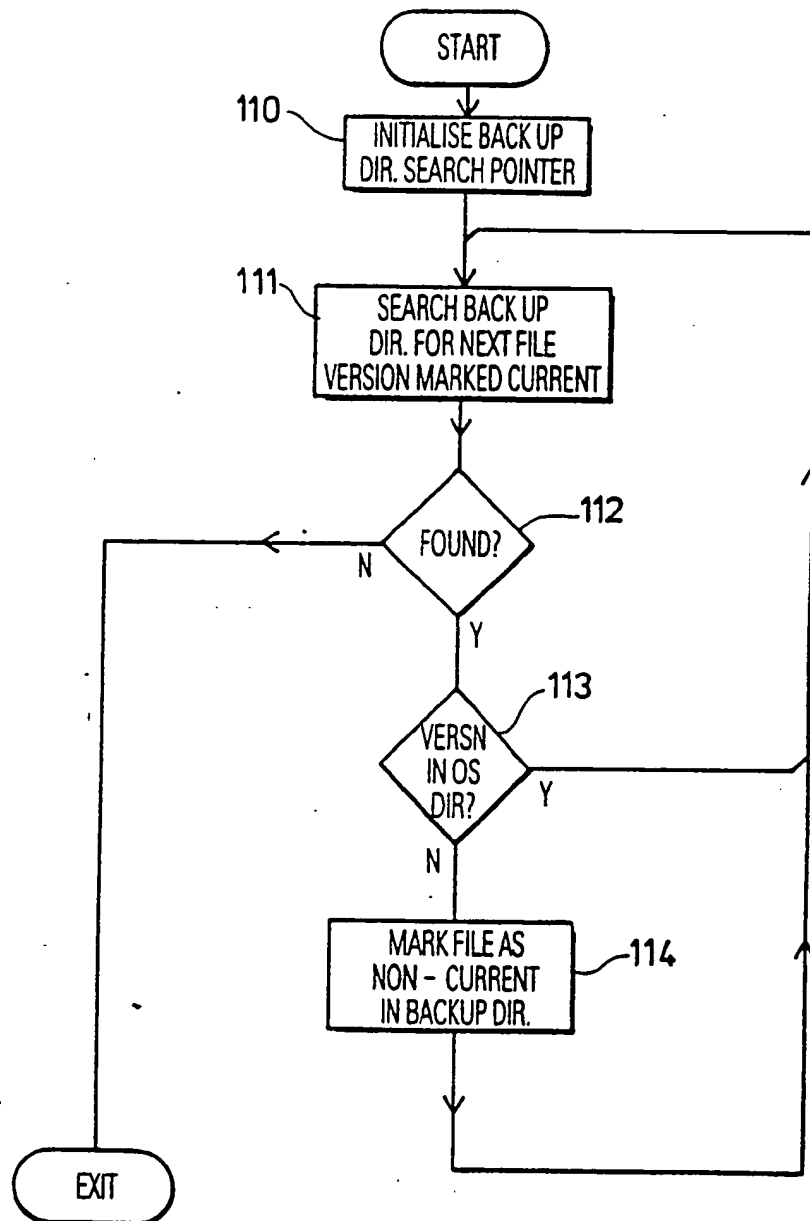 START
110
INITIALISE BACK UP
DIR. SEARCH POINTER
111
SEARCH BACK UP
DIR. FOR NEXT FILE
VERSION MARKED CURRENT
112
FOUND?
N
Y
113
VERSN
IN OS
DIR?
Y
N
MARK FILE AS
NON - CURRENT
IN BACKUP DIR.
114
EXIT